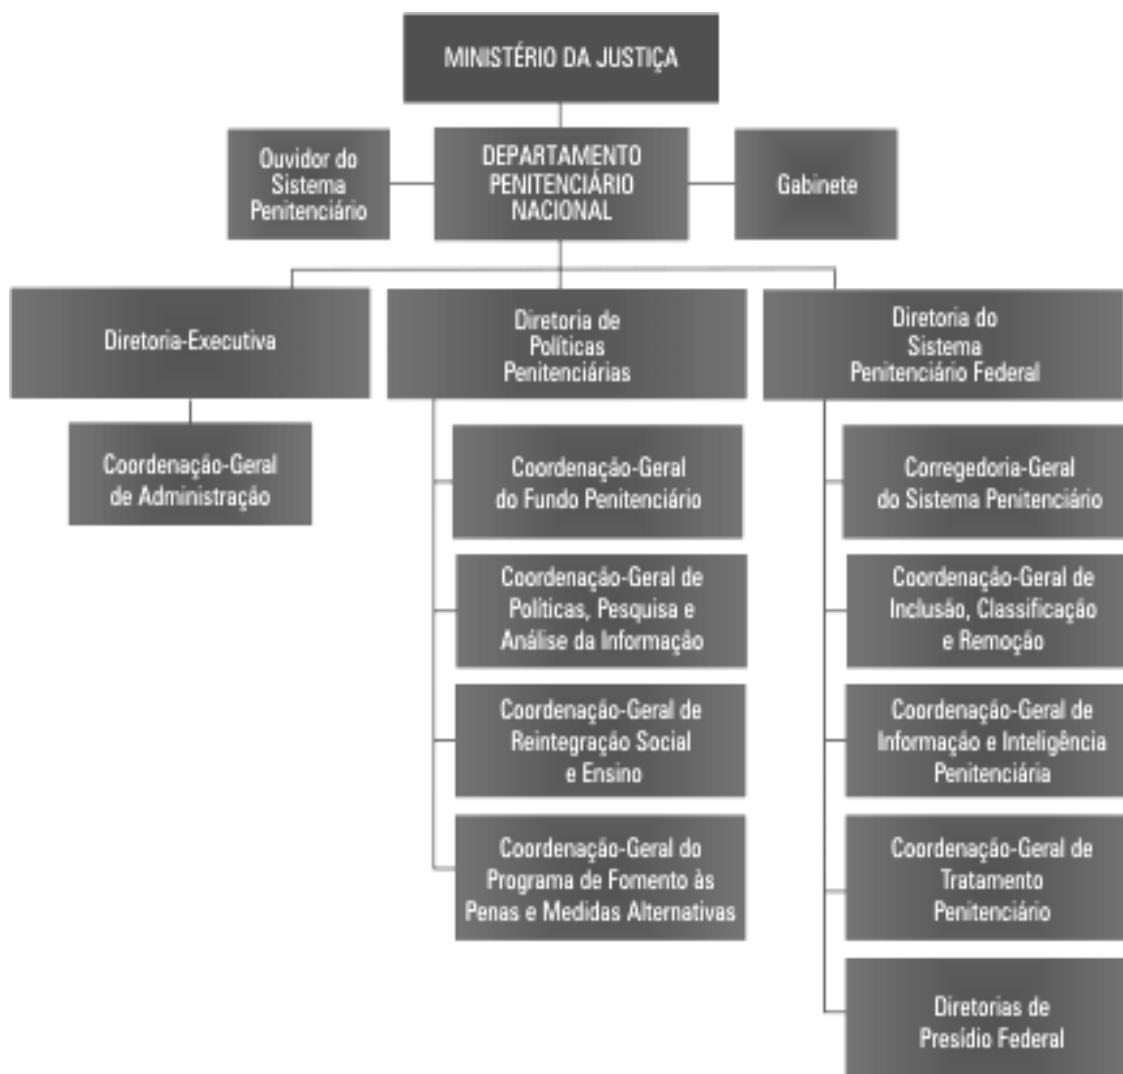 MINISTÉRIO DA JUSTIÇA
Ouvidor do
Sistema
Penitenciário
DEPARTAMENTO
PENITENCIÁRIO
NACIONAL
Gabinete
Diretoria-Executiva
Coordenação-Geral
de Administração
Diretoria de
Políticas
Penitenciárias
Coordenação-Geral
do Fundo Penitenciário
Coordenação-Geral de
Políticas, Pesquisa e
Análise da Informação
Coordenação-Geral de
Reintegração Social
e Ensino
Coordenação-Geral do
Programa de Fomento às
Penas e Medidas Alternativas
Diretoria do
Sistema
Penitenciário Federal
Corregedoria-Geral
do Sistema Penitenciário
Coordenação-Geral de
Inclusão, Classificação
e Remoção
Coordenação-Geral de
Informação e Inteligência
Penitenciária
Coordenação-Geral de
Tratamento
Penitenciário
Diretorias de
Presídio Federal